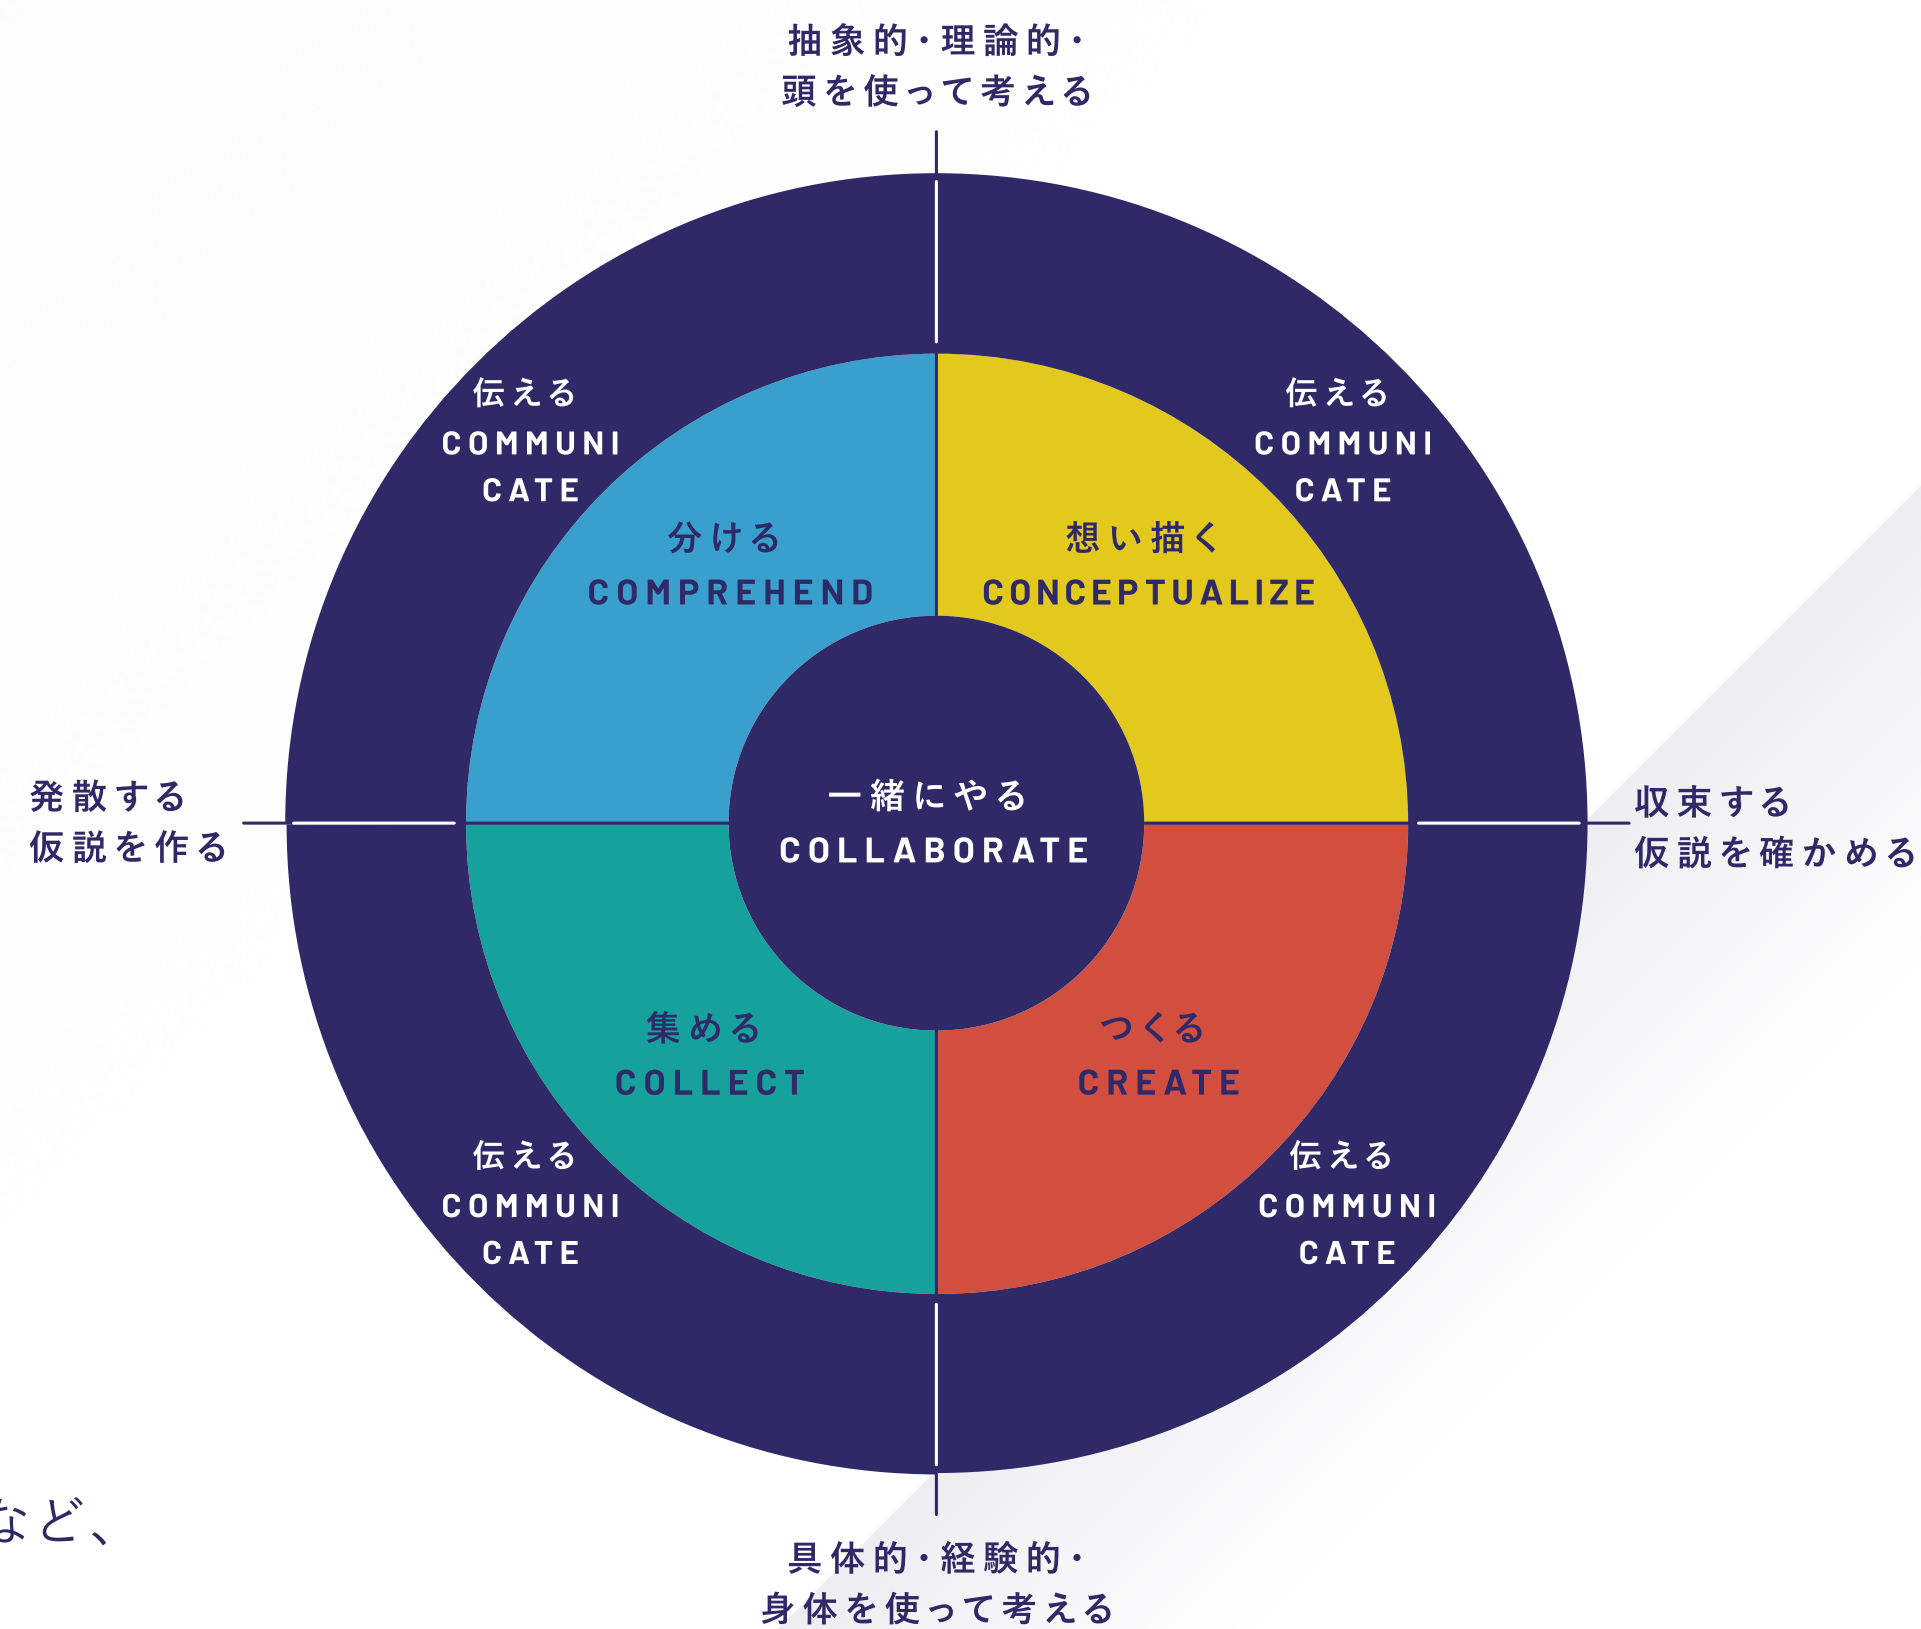 抽象的・理論的・
頭を使って考える
伝える
COMMUNI
CATE
伝える
COMMUNI
CATE
分ける
COMPREHEND
想い描く
CONCEPTUALIZE
発散する
仮説を作る
一緒にやる
COLLABORATE
収束する
仮説を確かめる
集める
COLLECT
つくる
CREATE
伝える
COMMUNI
CATE
伝える
COMMUNI
CATE
など、
具体的・経験的・
身体を使って考える